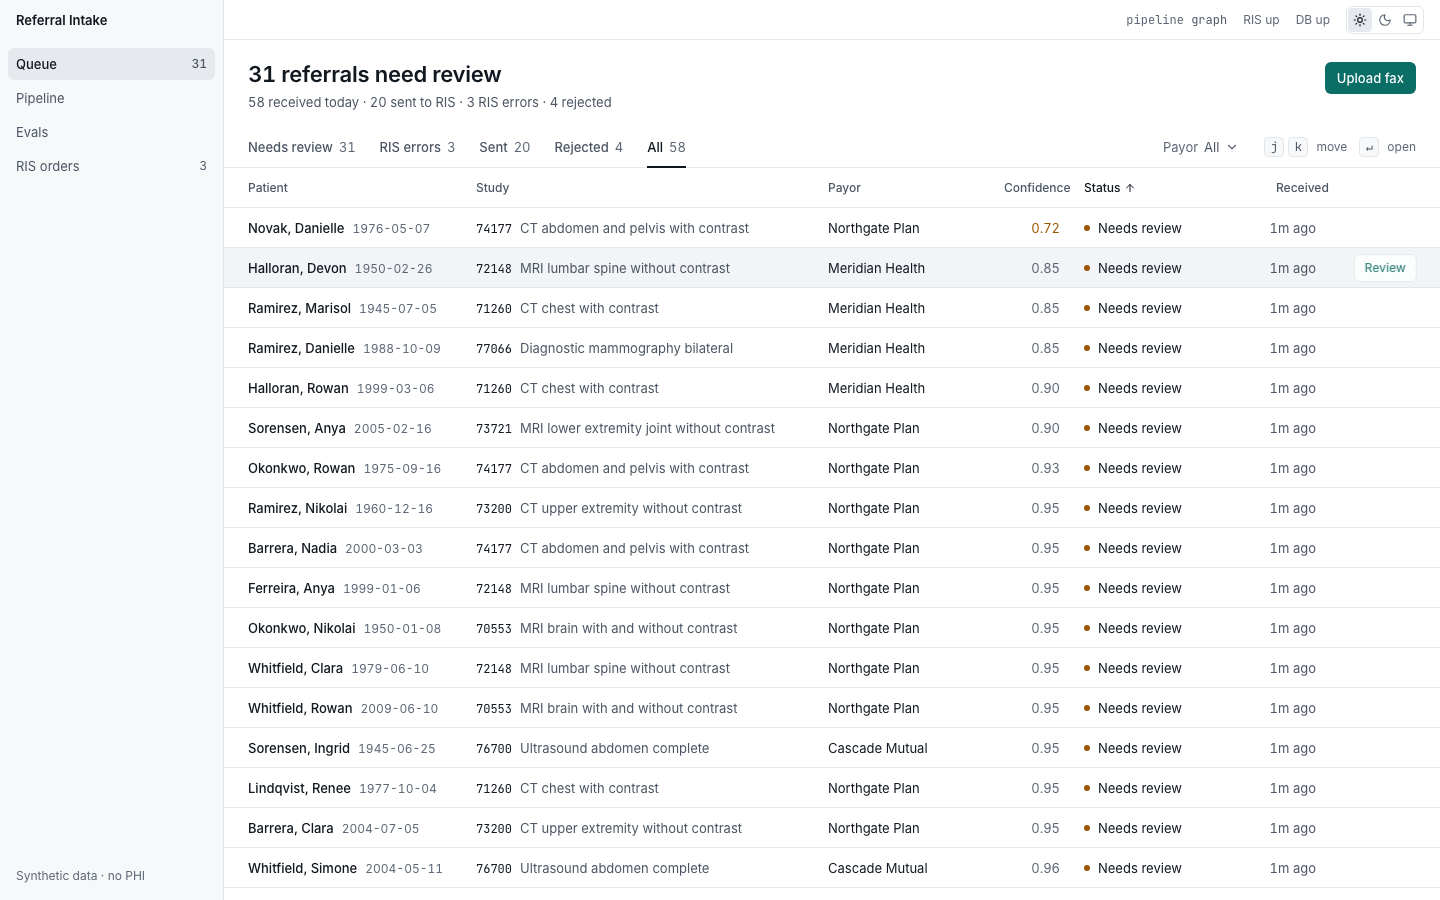 Referral Intake
pipeline graph RIS up DB up
Queue 31
Pipeline
Evals
RIS orders 3
31 referrals need review
Upload fax
58 received today · 20 sent to RIS · 3 RIS errors · 4 rejected
Needs review 31 RIS errors 3 Sent 20 Rejected 4 All 58 Payor All j k move ↵ open
Patient Study Payor Confidence Status ↑ Received
Novak, Danielle 1976-05-07 74177 CT abdomen and pelvis with contrast Northgate Plan 0.72 Needs review 1m ago
Halloran, Devon 1950-02-26 72148 MRI lumbar spine without contrast Meridian Health 0.85 Needs review 1m ago Review
Ramirez, Marisol 1945-07-05 71260 CT chest with contrast Meridian Health 0.85 Needs review 1m ago
Ramirez, Danielle 1988-10-09 77066 Diagnostic mammography bilateral Meridian Health 0.85 Needs review 1m ago
Halloran, Rowan 1999-03-06 71260 CT chest with contrast Meridian Health 0.90 Needs review 1m ago
Sorensen, Anya 2005-02-16 73721 MRI lower extremity joint without contrast Northgate Plan 0.90 Needs review 1m ago
Okonkwo, Rowan 1975-09-16 74177 CT abdomen and pelvis with contrast Northgate Plan 0.93 Needs review 1m ago
Ramirez, Nikolai 1960-12-16 73200 CT upper extremity without contrast Northgate Plan 0.95 Needs review 1m ago
Barrera, Nadia 2000-03-03 74177 CT abdomen and pelvis with contrast Northgate Plan 0.95 Needs review 1m ago
Ferreira, Anya 1999-01-06 72148 MRI lumbar spine without contrast Northgate Plan 0.95 Needs review 1m ago
Okonkwo, Nikolai 1950-01-08 70553 MRI brain with and without contrast Northgate Plan 0.95 Needs review 1m ago
Whitfield, Clara 1979-06-10 72148 MRI lumbar spine without contrast Northgate Plan 0.95 Needs review 1m ago
Whitfield, Rowan 2009-06-10 70553 MRI brain with and without contrast Northgate Plan 0.95 Needs review 1m ago
Sorensen, Ingrid 1945-06-25 76700 Ultrasound abdomen complete Cascade Mutual 0.95 Needs review 1m ago
Lindqvist, Renee 1977-10-04 71260 CT chest with contrast Northgate Plan 0.95 Needs review 1m ago
Barrera, Clara 2004-07-05 73200 CT upper extremity without contrast Northgate Plan 0.95 Needs review 1m ago
Whitfield, Simone 2004-05-11 76700 Ultrasound abdomen complete Cascade Mutual 0.96 Needs review 1m ago
Synthetic data · no PHI